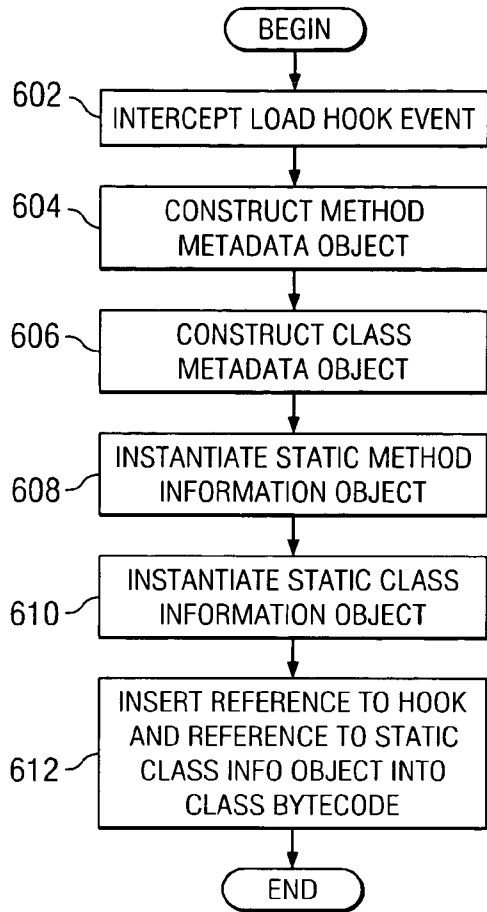 BEGIN
602
INTERCEPT LOAD HOOK EVENT
604
CONSTRUCT METHOD
METADATA OBJECT
606
CONSTRUCT CLASS
METADATA OBJECT
608
INSTANTIATE STATIC METHOD
INFORMATION OBJECT
610
INSTANTIATE STATIC CLASS
INFORMATION OBJECT
612
INSERT REFERENCE TO HOOK
AND REFERENCE TO STATIC
CLASS INFO OBJECT INTO
CLASS BYTECODE
END